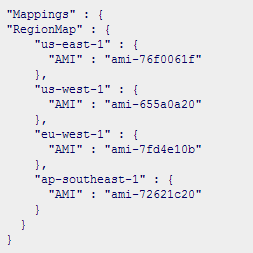 "Mappings" : {
"RegionMap" : {
"us-east-1" : {
"AMI" : "ami-76f0061f"
},
"us-west-1" : {
"AMI" : "ami-655a0a20"
},
"eu-west-1" : {
"AMI" : "ami-7fd4e10b"
},
"ap-southeast-1" : {
"AMI" : "ami-72621c20"
}
}
}